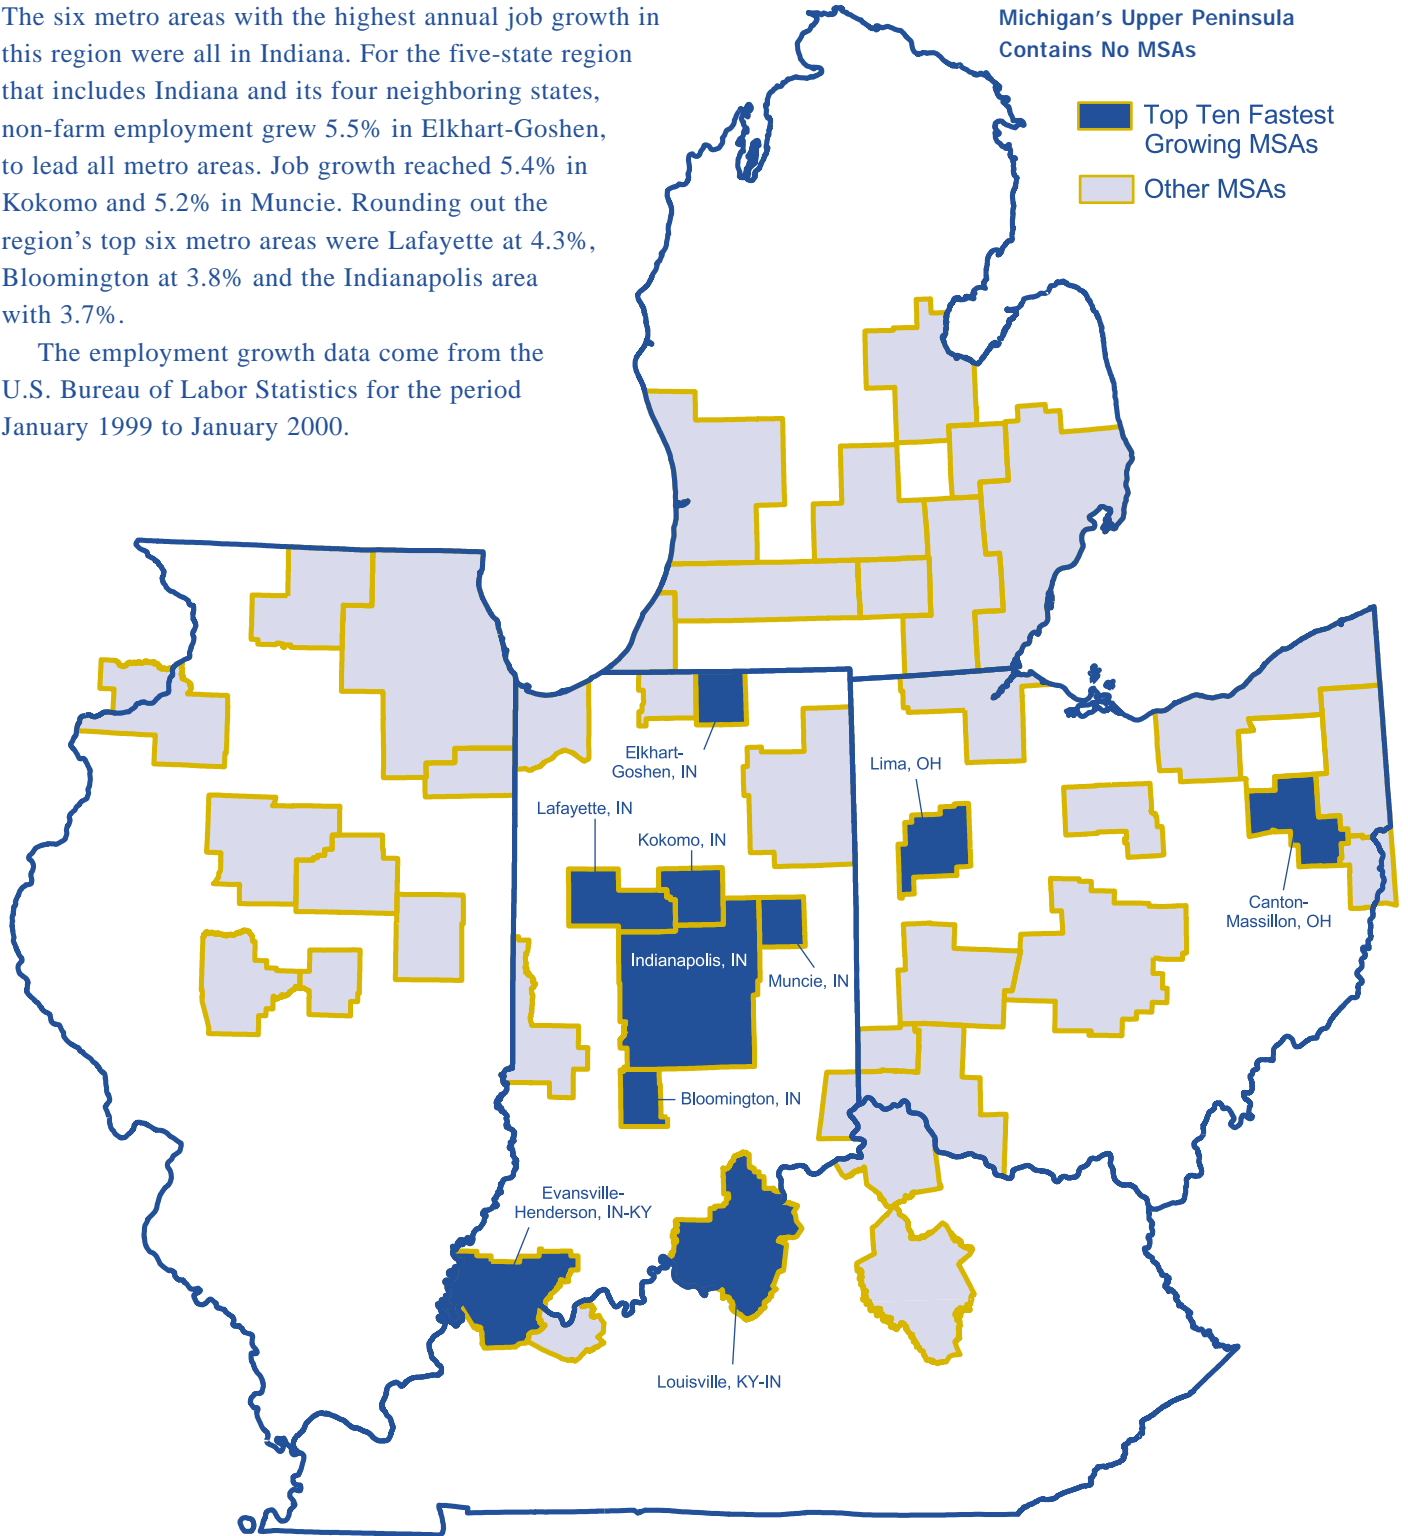 The six metro areas with the highest annual job growth in
this region were all in Indiana. For the five-state region
that includes Indiana and its four neighboring states,
non-farm employment grew 5.5% in Elkhart-Goshen,
to lead all metro areas. Job growth reached 5.4% in
Kokomo and 5.2% in Muncie. Rounding out the
region's top six metro areas were Lafayette at 4.3%,
Bloomington at 3.8% and the Indianapolis area
with 3.7%.
The employment growth data come from the
U.S. Bureau of Labor Statistics for the period
January 1999 to January 2000.
Michigan's Upper Peninsula
Contains No MSAs
Top Ten Fastest
Growing MSAs
Other MSAs
Elkhart-
Goshen, IN
Lima, OH
Lafayette, IN
Kokomo, IN
Canton-
Massillon, OH
Indianapolis, IN
Muncie, IN
Bloomington, IN
Evansville-
Henderson, IN-KY
Louisville, KY-IN